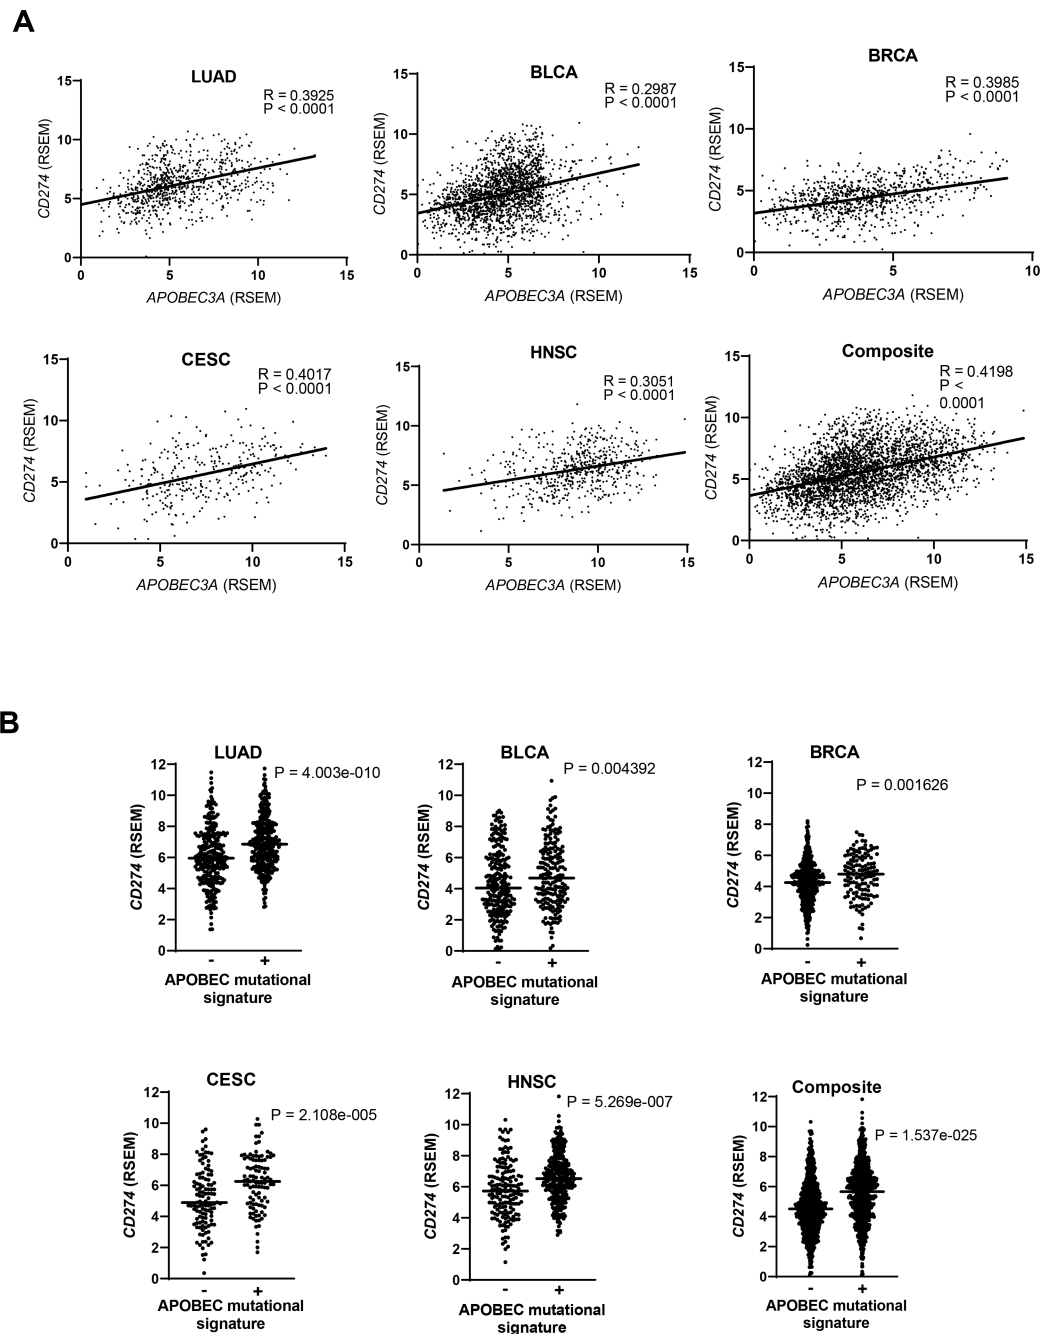 A
LUAD
R = 0.3925
P < 0.0001
15
10
5
0
CD274 (RSEM)
0
5
10
15
APOBEC3A (RSEM)
BLCA
R = 0.2987
P < 0.0001
15
10
5
0
CD274 (RSEM)
0
5
10
15
APOBEC3A (RSEM)
BRCA
R = 0.3985
P < 0.0001
15
10
5
0
CD274 (RSEM)
0
5
10
APOBEC3A (RSEM)
CESC
R = 0.4017
P < 0.0001
15
10
5
0
CD274 (RSEM)
0
5
10
15
APOBEC3A (RSEM)
HNSC
R = 0.3051
P < 0.0001
15
10
5
0
CD274 (RSEM)
0
5
10
15
APOBEC3A (RSEM)
Composite
R = 0.4198
P <
0.0001
15
10
5
0
CD274 (RSEM)
0
5
10
15
APOBEC3A (RSEM)
B
LUAD
P = 4.003e-010
12
10
8
6
4
2
0
CD274 (RSEM)
- +
APOBEC mutational
signature
BLCA
P = 0.004392
12
10
8
6
4
2
0
CD274 (RSEM)
- +
APOBEC mutational
signature
BRCA
P = 0.001626
12
10
8
6
4
2
0
CD274 (RSEM)
- +
APOBEC mutational
signature
CESC
P = 2.108e-005
12
10
8
6
4
2
0
CD274 (RSEM)
- +
APOBEC mutational
signature
HNSC
P = 5.269e-007
12
10
8
6
4
2
0
CD274 (RSEM)
- +
APOBEC mutational
signature
Composite
P = 1.537e-025
12
10
8
6
4
2
0
CD274 (RSEM)
- +
APOBEC mutational
signature